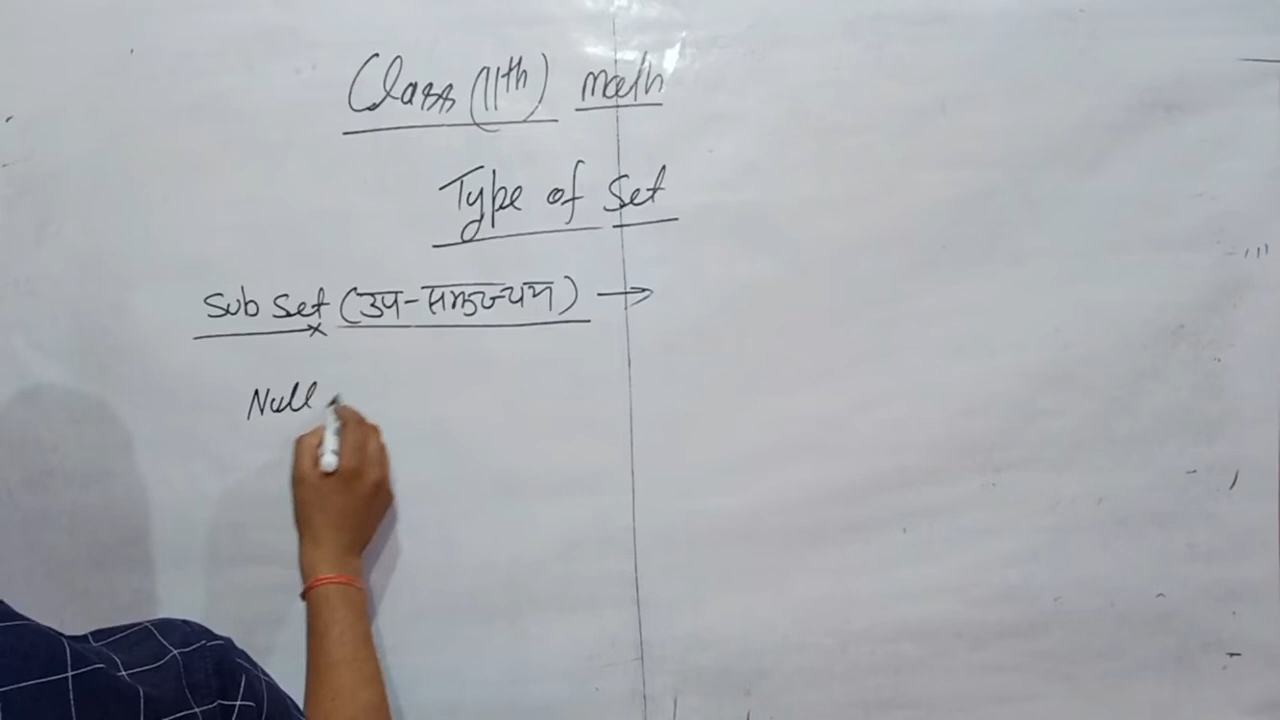 Class (11th) math
Type of Set
Sub Set (उप-समुच्चय) →
Null